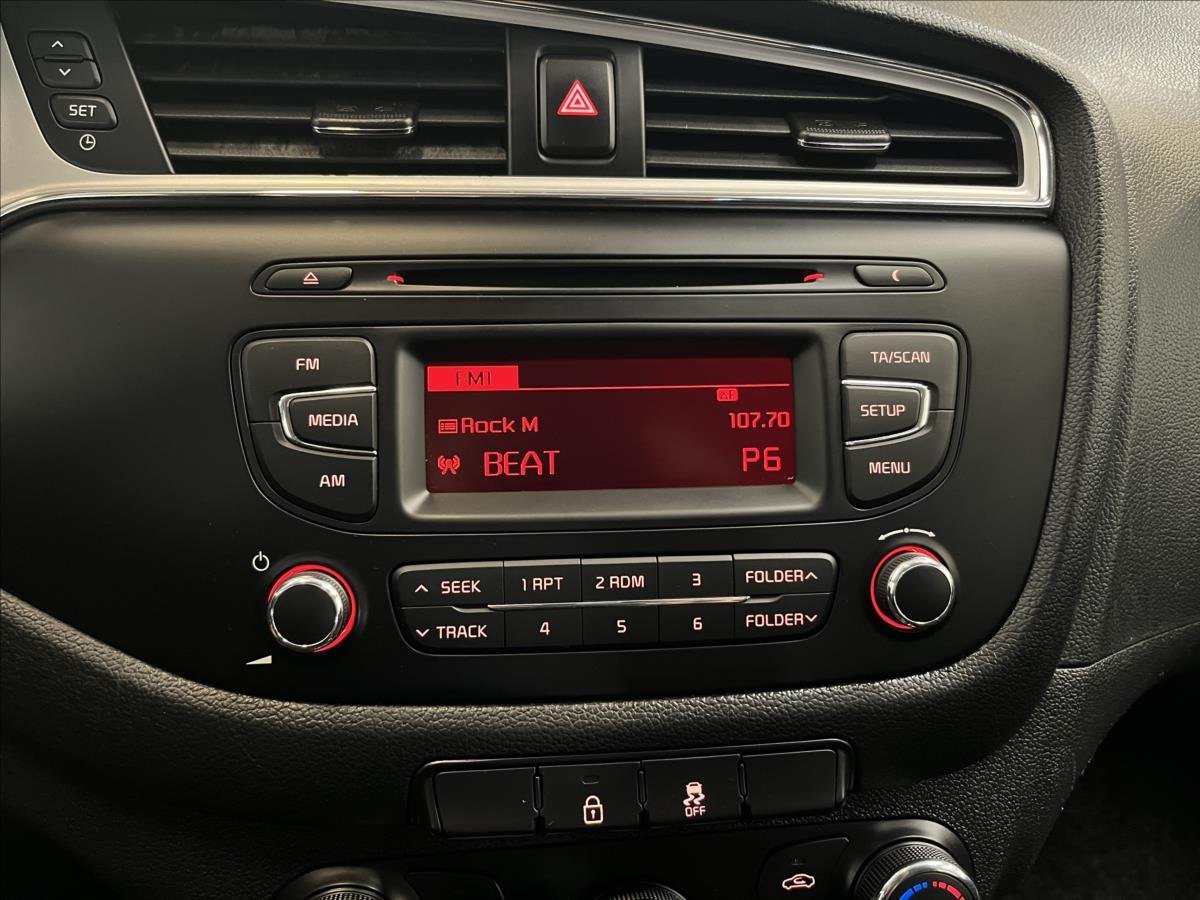 SET
FM
MEDIA
AM
FM1
AF
Rock M
107.70
BEAT
P6
TA/SCAN
SETUP
MENU
SEEK
1 RPT
2 RDM
3
FOLDER
TRACK
4
5
6
FOLDER
OFF